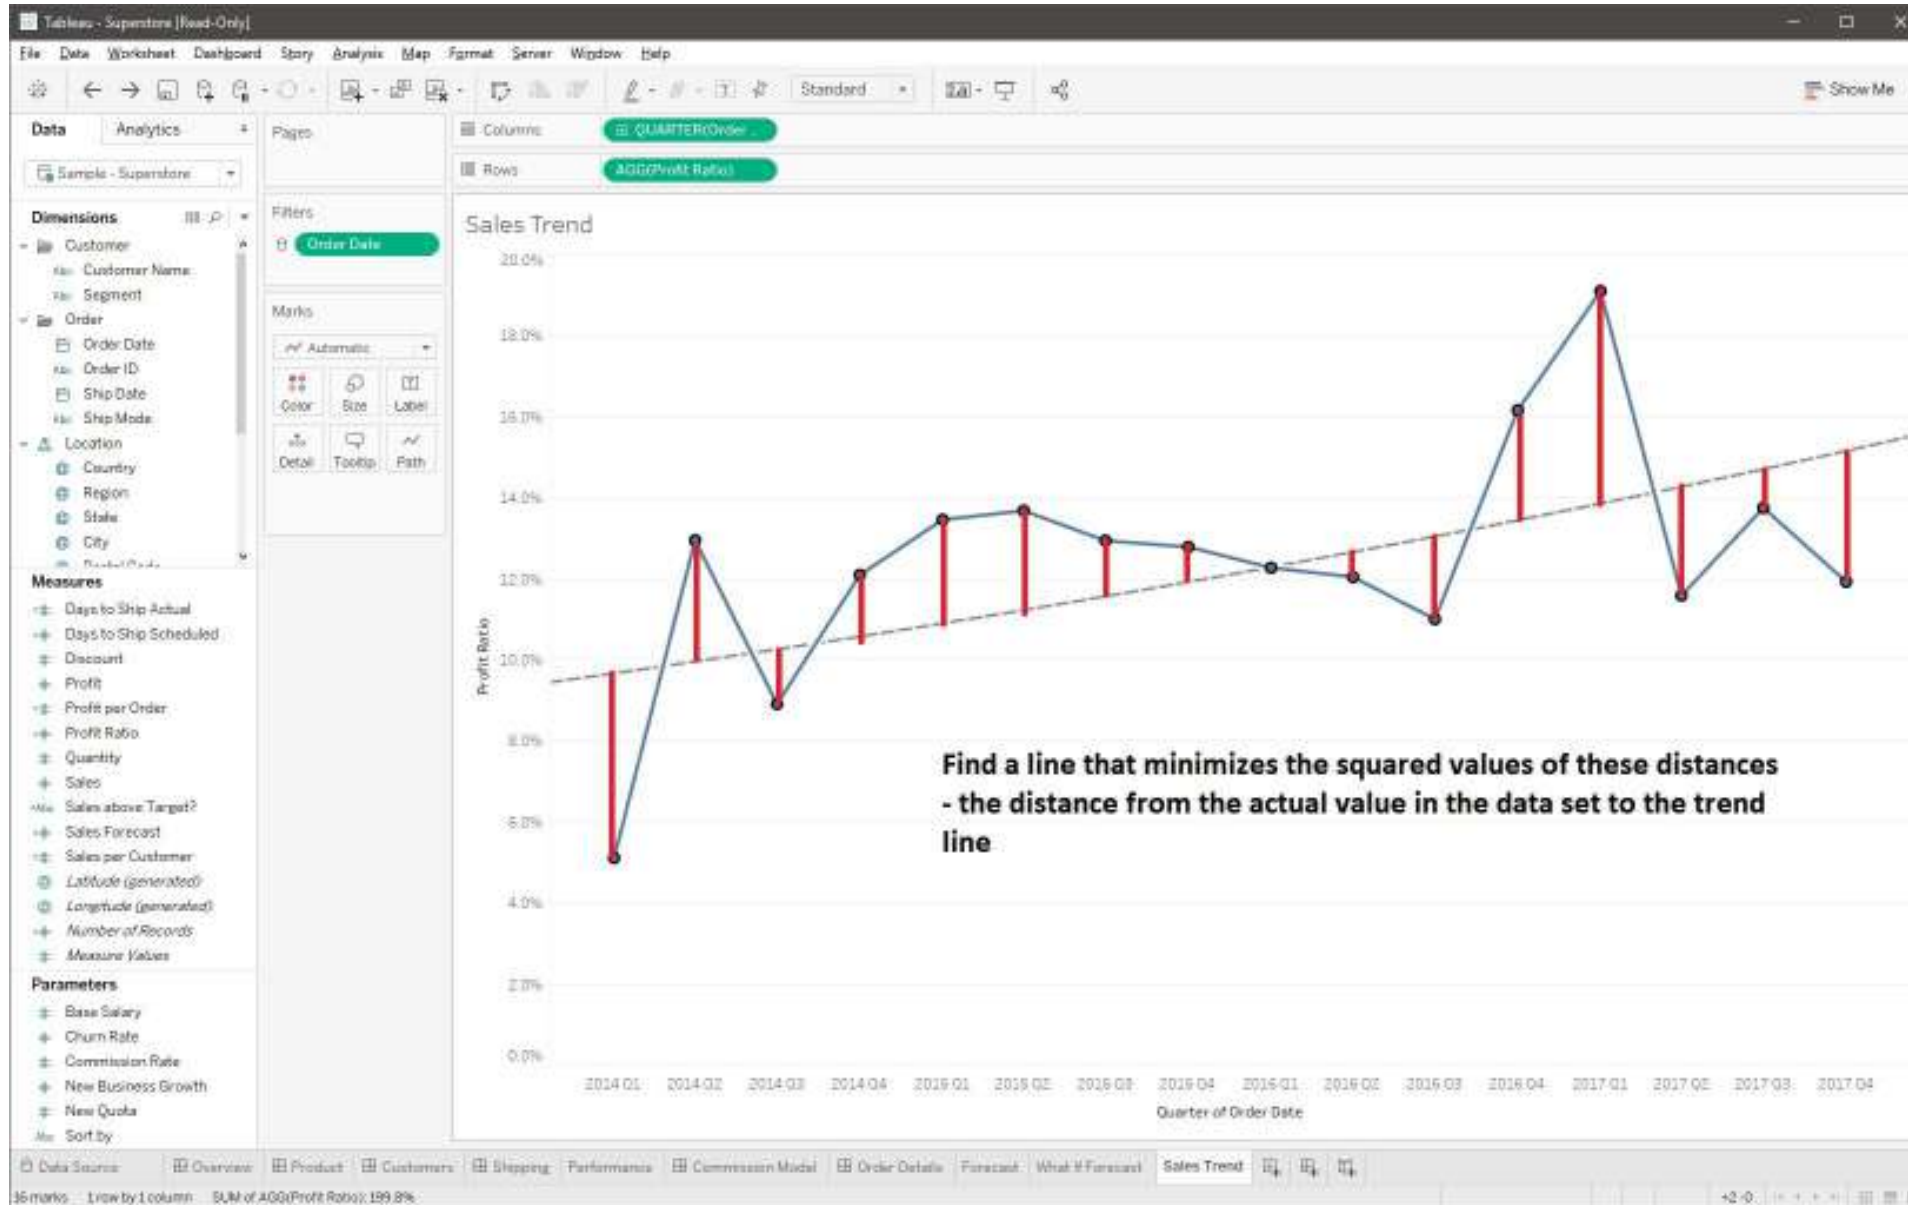 Tableau - Superstore [Read-Only]
File Data Worksheet Dashboard Story Analysis Map Format Server Window Help
Standard
Show Me
Data Analytics
Pages
Columns
QUARTER(Order ..
Sample - Superstore
Rows
AGG(Profit Ratio)
Dimensions
Filters
Order Date
Sales Trend
Customer
Customer Name
Segment
Order
Order Date
Order ID
Ship Date
Ship Mode
Location
Country
Region
State
City
Postal Code
Marks
Automatic
Color Size Label
Detail Tooltip Path
Measures
Days to Ship Actual
Days to Ship Scheduled
Discount
Profit
Profit per Order
Profit Ratio
Quantity
Sales
Sales above Target?
Sales Forecast
Sales per Customer
Latitude (generated)
Longitude (generated)
Number of Records
Measure Values
Parameters
Base Salary
Churn Rate
Commission Rate
New Business Growth
New Quota
Sort by
20.0%
18.0%
16.0%
14.0%
12.0%
10.0%
8.0%
6.0%
4.0%
2.0%
0.0%
Profit Ratio
Find a line that minimizes the squared values of these distances
- the distance from the actual value in the data set to the trend
line
2014 Q1 2014 Q2 2014 Q3 2014 Q4 2015 Q1 2015 Q2 2015 Q3 2015 Q4 2016 Q1 2016 Q2 2016 Q3 2016 Q4 2017 Q1 2017 Q2 2017 Q3 2017 Q4
Quarter of Order Date
Data Source Overview Product Customers Shipping Performance Commission Model Order Details Forecast What If Forecast Sales Trend
16 marks 1 row by 1 column SUM of AGG(Profit Ratio): 199.8%